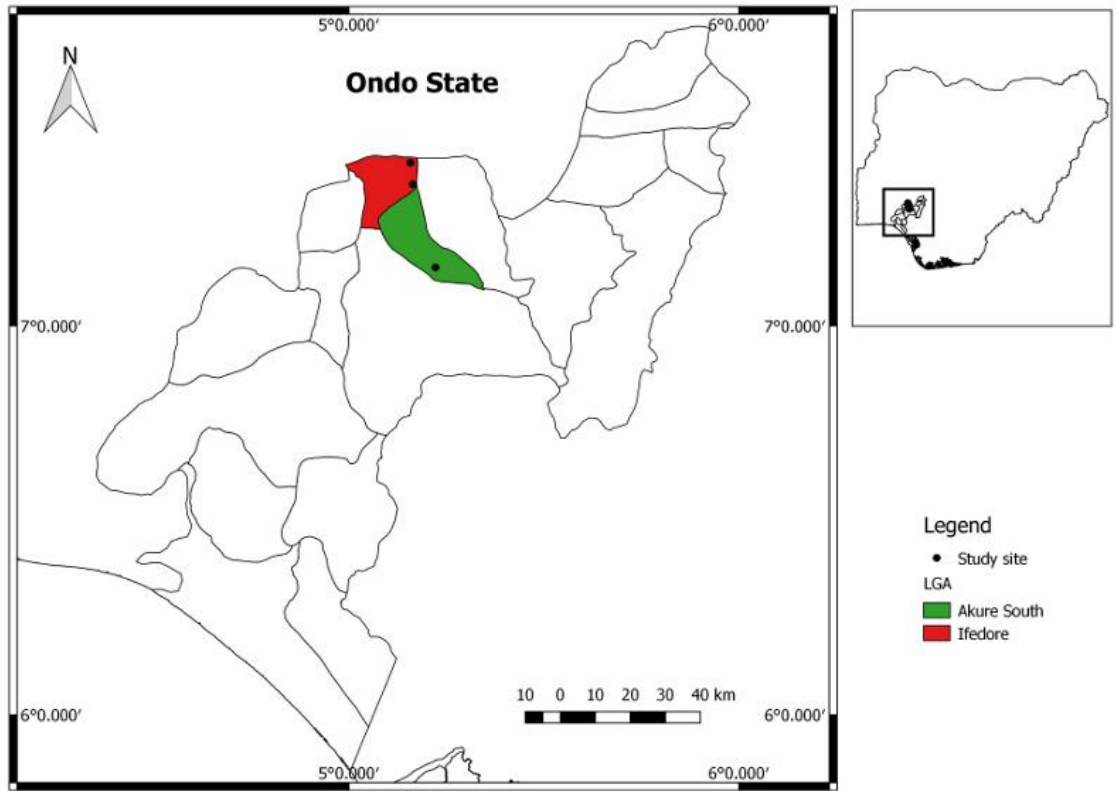 5°0.000′ 6°0.000′
N
Ondo State
7°0.000′ 7°0.000′
Legend
Study site
LGA
Akure South
Ifedore
10 0 10 20 30 40 km
6°0.000′ 6°0.000′
5°0.000′ 6°0.000′